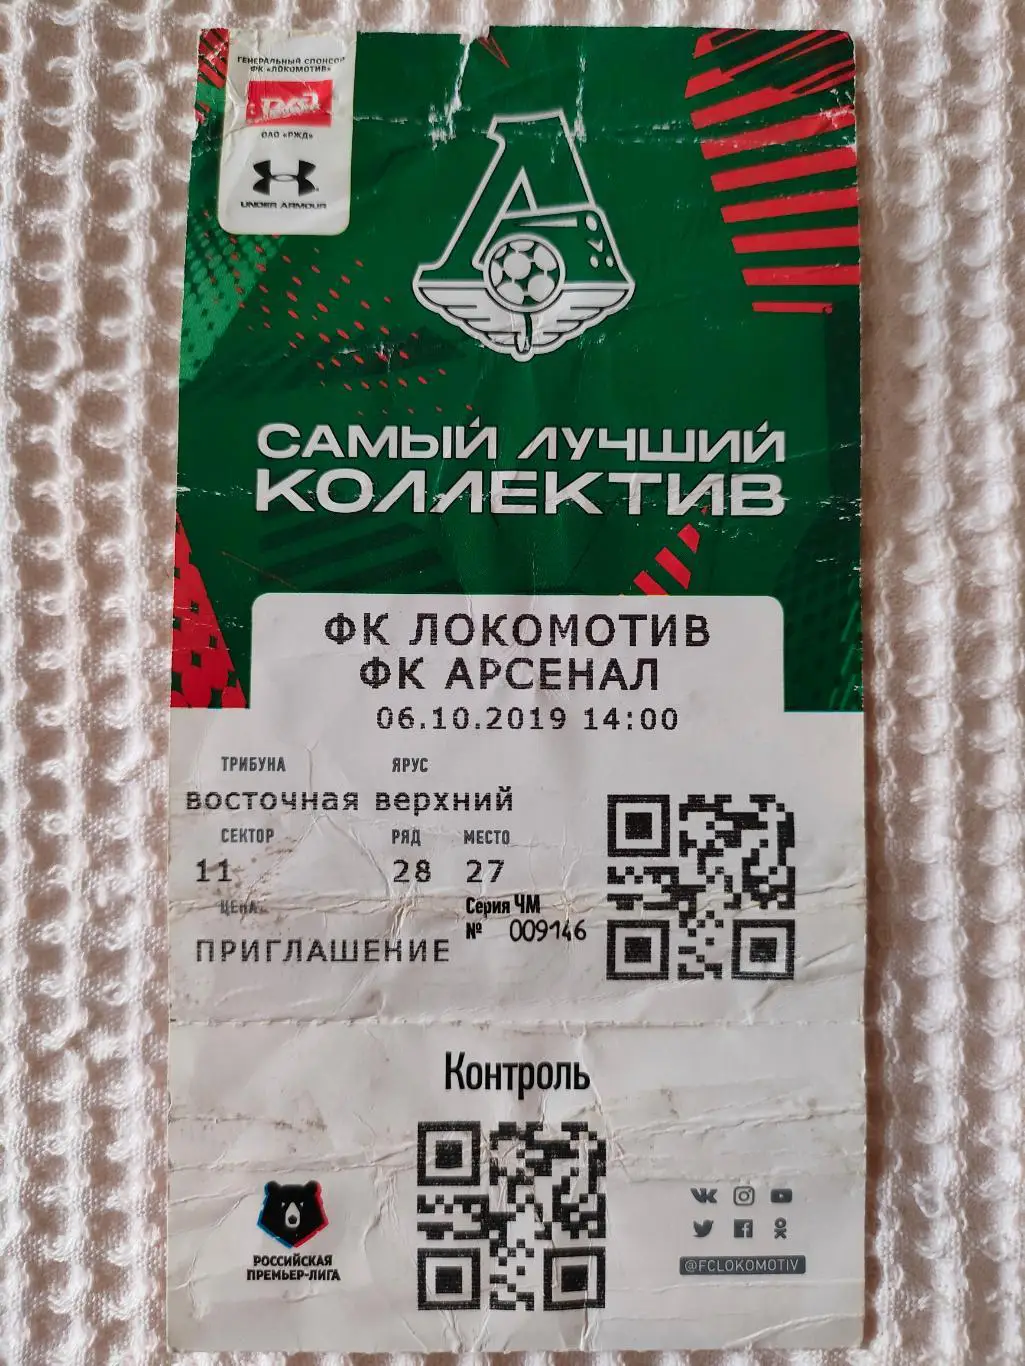 ГЕНЕРАЛЬНЫЙ СПОНСОР
ФК «ЛОКОМОТИВ»
РЖД
ОАО «РЖД»
UNDER ARMOUR
САМЫЙ ЛУЧШИЙ
КОЛЛЕКТИВ
ФК ЛОКОМОТИВ
ФК АРСЕНАЛ
06.10.2019 14:00
ТРИБУНА ЯРУС
восточная верхний
СЕКТОР РЯД МЕСТО
11 28 27
ЦЕНА Серия ЧМ
№ 009146
ПРИГЛАШЕНИЕ
Контроль
РОССИЙСКАЯ
ПРЕМЬЕР-ЛИГА
@FCLOKOMOTIV